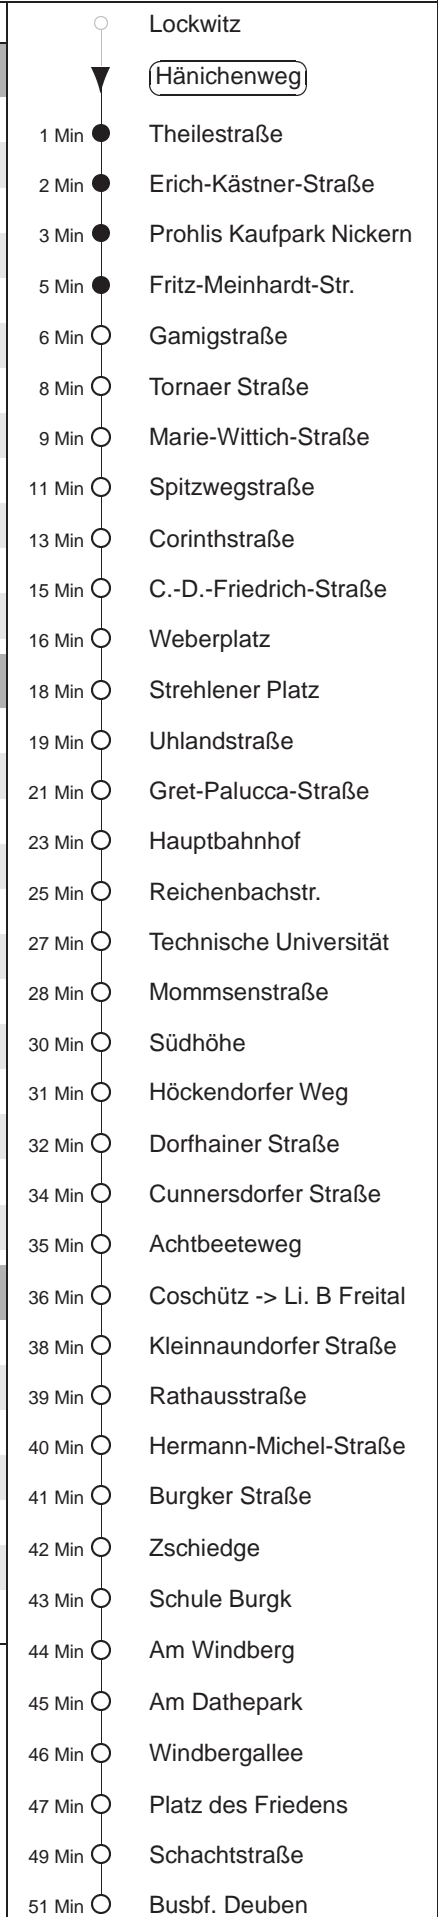 Lockwitz
Hänichenweg
1 Min Theilestraße
2 Min Erich-Kästner-Straße
3 Min Prohlis Kaufpark Nickern
5 Min Fritz-Meinhardt-Str.
6 Min Gamigstraße
8 Min Tornaer Straße
9 Min Marie-Wittich-Straße
11 Min Spitzwegstraße
13 Min Corinthstraße
15 Min C.-D.-Friedrich-Straße
16 Min Weberplatz
18 Min Strehlener Platz
19 Min Uhlandstraße
21 Min Gret-Palucca-Straße
23 Min Hauptbahnhof
25 Min Reichenbachstr.
27 Min Technische Universität
28 Min Mommsenstraße
30 Min Südhöhe
31 Min Höckendorfer Weg
32 Min Dorfhainer Straße
34 Min Cunnersdorfer Straße
35 Min Achtbeeteweg
36 Min Coschütz -> Li. B Freital
38 Min Kleinnaundorfer Straße
39 Min Rathausstraße
40 Min Hermann-Michel-Straße
41 Min Burgker Straße
42 Min Zschiedge
43 Min Schule Burgk
44 Min Am Windberg
45 Min Am Dathepark
46 Min Windbergallee
47 Min Platz des Friedens
49 Min Schachtstraße
51 Min Busbf. Deuben